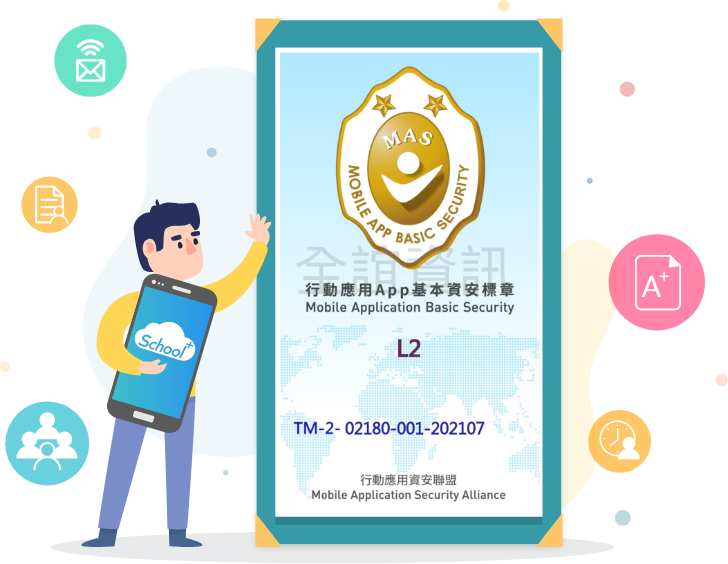 MAS
MOBILE APP BASIC SECURITY
全誼資訊
行動應用App基本資安標章
Mobile Application Basic Security
L2
TM-2- 02180-001-202107
行動應用資安聯盟
Mobile Application Security Alliance
School+
A+